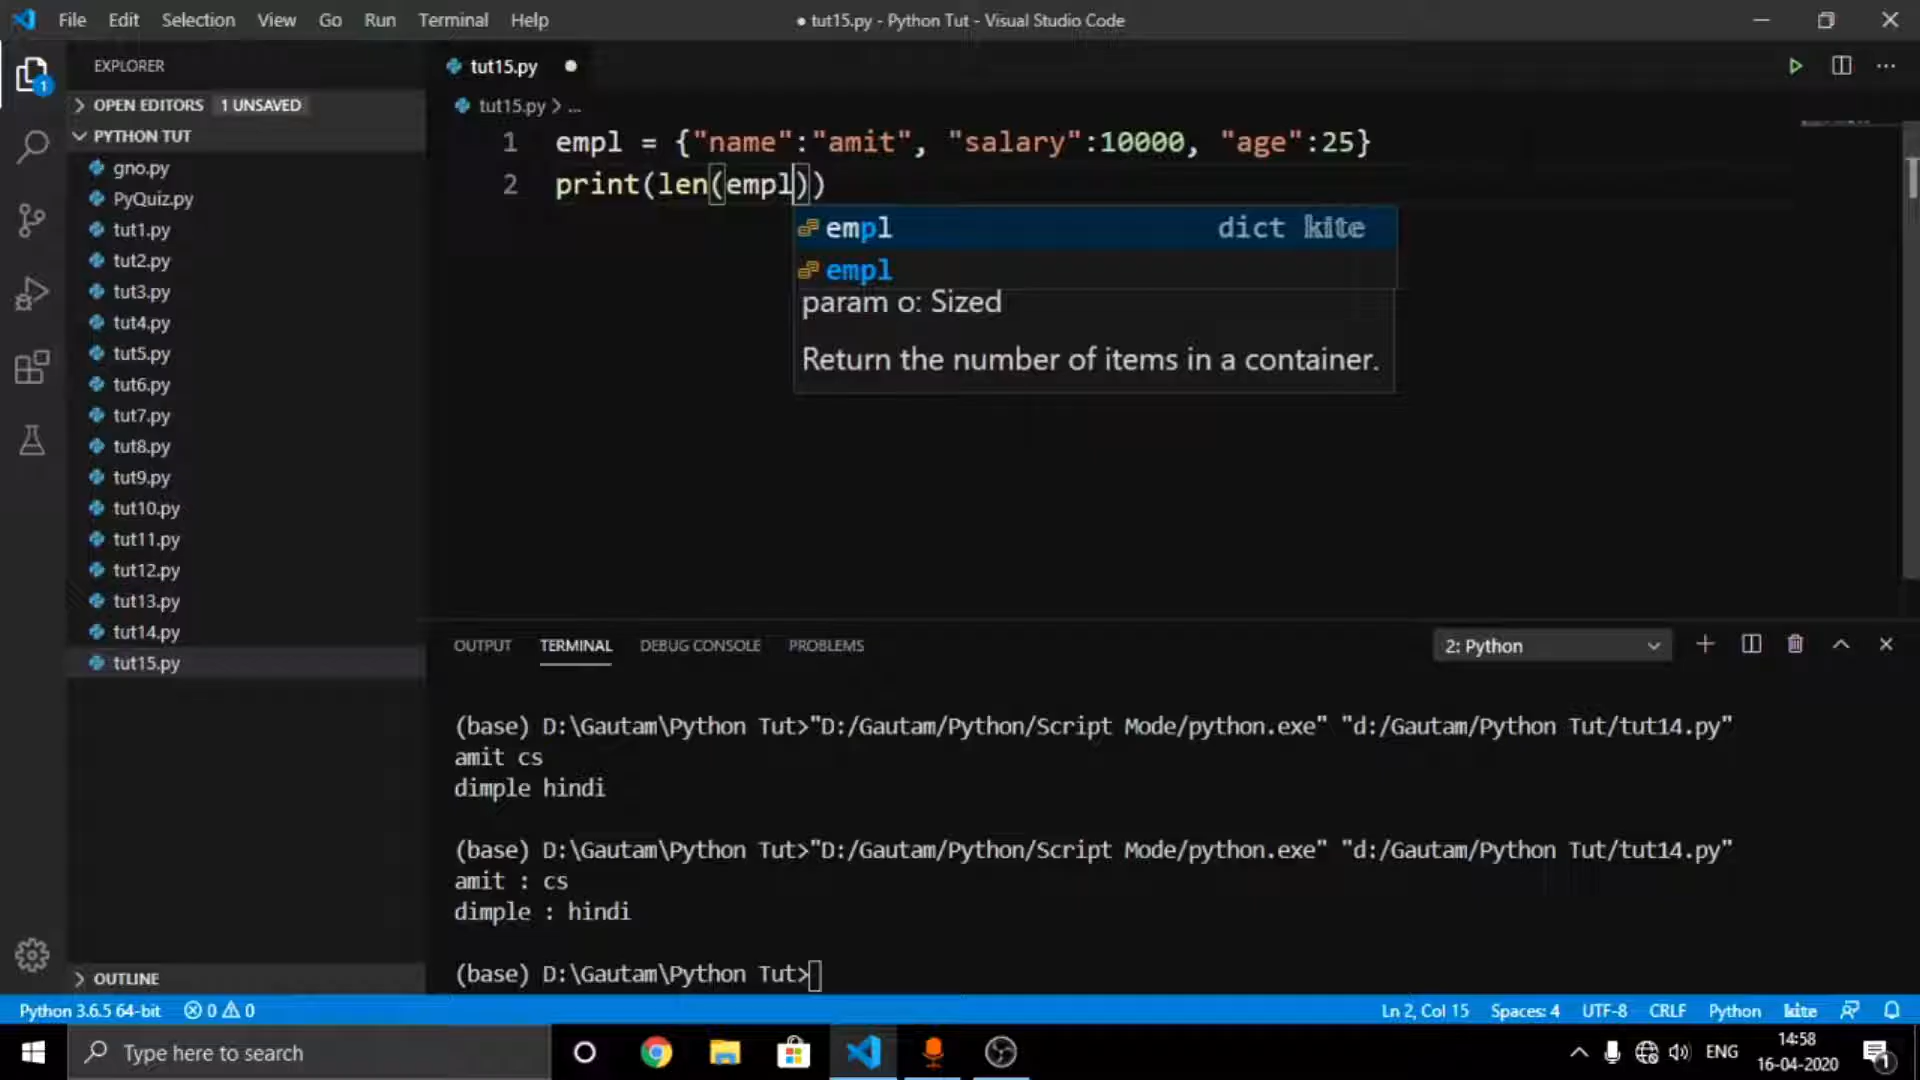 File Edit Selection View Go Run Terminal Help
● tut15.py - Python Tut - Visual Studio Code
EXPLORER
OPEN EDITORS 1 UNSAVED
PYTHON TUT
gno.py
PyQuiz.py
tut1.py
tut2.py
tut3.py
tut4.py
tut5.py
tut6.py
tut7.py
tut8.py
tut9.py
tut10.py
tut11.py
tut12.py
tut13.py
tut14.py
tut15.py
OUTLINE
1
tut15.py ●
tut15.py > ...
1 empl = {"name":"amit", "salary":10000, "age":25}
2 print(len(empl))
empl dict kite
empl
param o: Sized
Return the number of items in a container.
OUTPUT TERMINAL DEBUG CONSOLE PROBLEMS 2: Python
(base) D:\Gautam\Python Tut>"D:/Gautam/Python/Script Mode/python.exe" "d:/Gautam/Python Tut/tut14.py"
amit cs
dimple hindi
(base) D:\Gautam\Python Tut>"D:/Gautam/Python/Script Mode/python.exe" "d:/Gautam/Python Tut/tut14.py"
amit : cs
dimple : hindi
(base) D:\Gautam\Python Tut>
Python 3.6.5 64-bit 0 0 Ln 2, Col 15 Spaces: 4 UTF-8 CRLF Python kite
Type here to search
ENG
14:58
16-04-2020
1